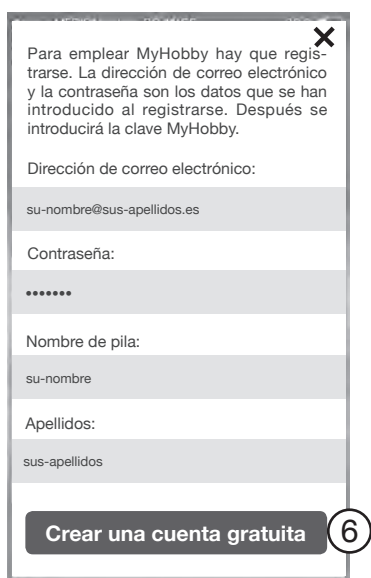 Para emplear MyHobby hay que regis-
trarse. La dirección de correo electrónico
y la contraseña son los datos que se han
introducido al registrarse. Después se
introducirá la clave MyHobby.
Dirección de correo electrónico:
su-nombre@sus-apellidos.es
Contraseña:
•••••••
Nombre de pila:
su-nombre
Apellidos:
sus-apellidos
Crear una cuenta gratuita
6